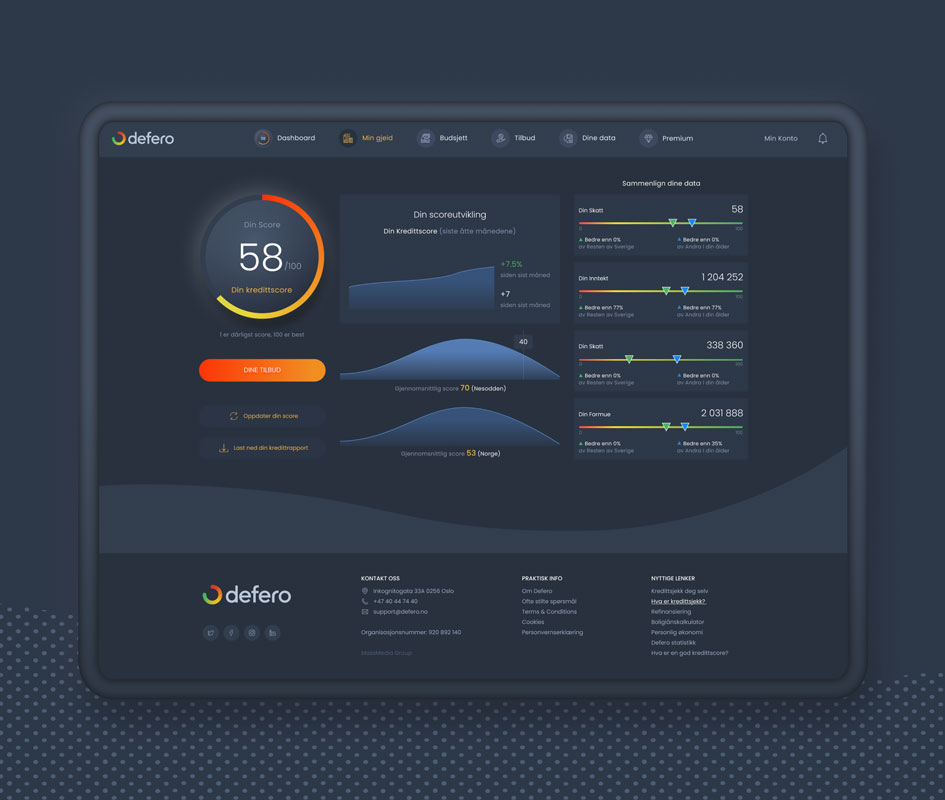 defero
58
Dashboard
Min gjeld
Budsjett
Tilbud
Dine data
Premium
Min Konto
Din Score
58/100
Din kredittscore
1 er dårligst score, 100 er best
DINE TILBUD
Oppdater din score
Last ned din kredittrapport
Din scoreutvikling
Din Kredittscore (siste åtte månedene)
+7.5%
siden sist måned
+7
siden sist måned
40
Gjennomsnittlig score 70 (Nesodden)
Gjennomsnittlig score 53 (Norge)
Sammenlign dine data
Din Skatt 58
0 100
Bedre enn 0% Bedre enn 0%
av Resten av Sverige av Andra i din ålder
Din Inntekt 1 204 252
0 100
Bedre enn 77% Bedre enn 77%
av Resten av Sverige av Andra i din ålder
Din Skatt 338 360
0 100
Bedre enn 0% Bedre enn 0%
av Resten av Sverige av Andra i din ålder
Din Formue 2 031 888
0 100
Bedre enn 0% Bedre enn 35%
av Resten av Sverige av Andra i din ålder
defero
KONTAKT OSS
Inkognitogata 33A 0256 Oslo
+47 40 44 74 40
support@defero.no
Organisasjonsnummer: 920 892 140
MassMedia Group
PRAKTISK INFO
Om Defero
Ofte stilte spørsmål
Terms & Conditions
Cookies
Personvernserklæring
NYTTIGE LENKER
Kredittsjekk deg selv
Hva er kredittsjekk?
Refinansiering
Boliglånskalkulator
Personlig økonomi
Defero statistikk
Hva er en god kredittscore?